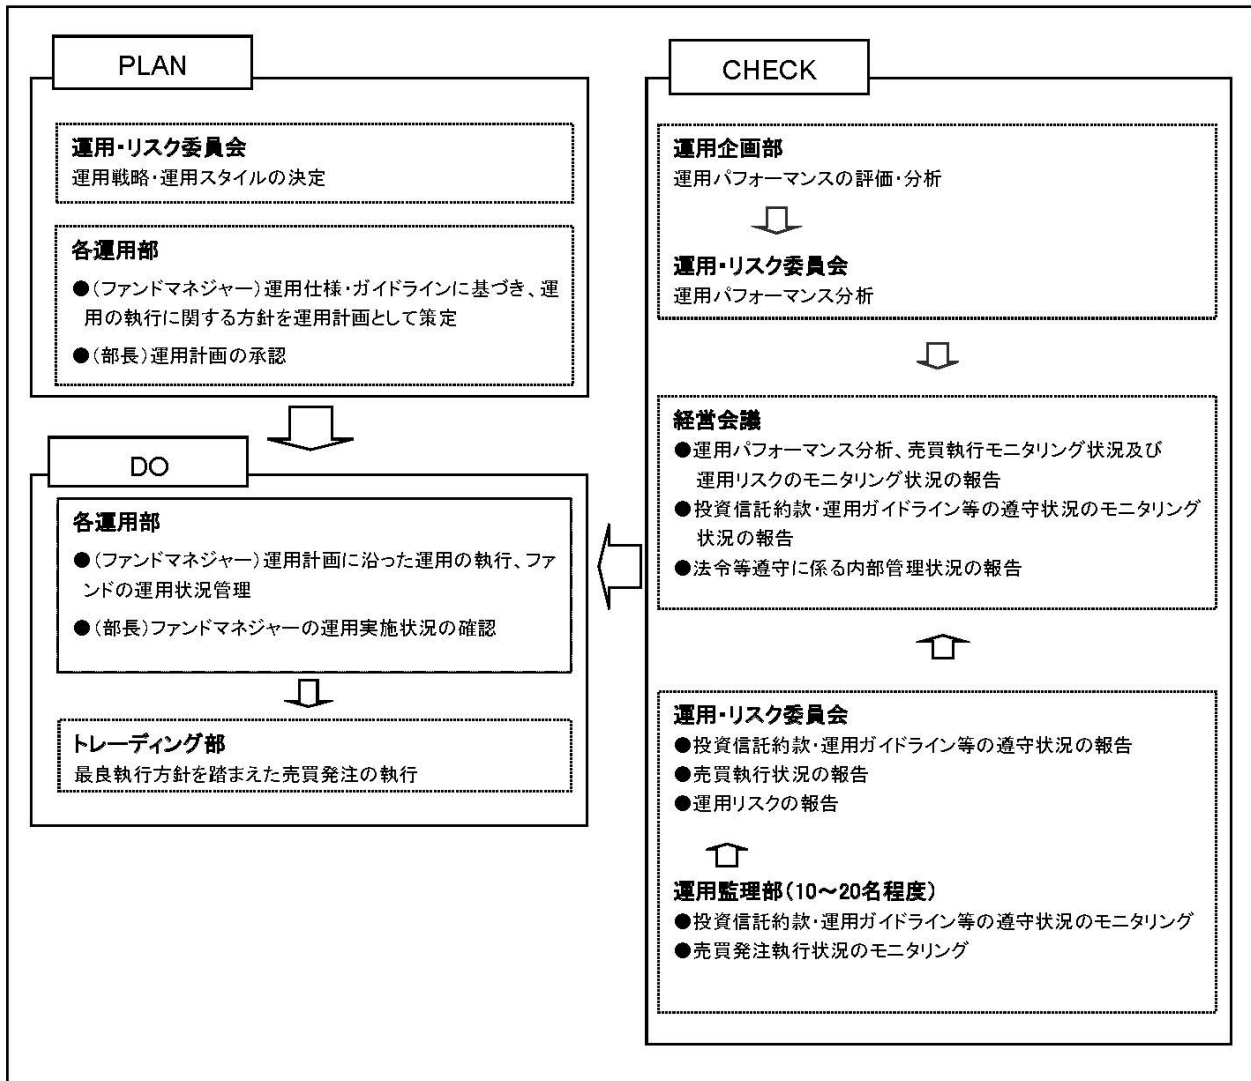 PLAN
運用・リスク委員会
運用戦略・運用スタイルの決定
各運用部
●(ファンドマネジャー)運用仕様・ガイドラインに基づき、運
用の執行に関する方針を運用計画として策定
●(部長)運用計画の承認
DO
各運用部
●(ファンドマネジャー)運用計画に沿った運用の執行、ファ
ンドの運用状況管理
●(部長)ファンドマネジャーの運用実施状況の確認
トレーディング部
最良執行方針を踏まえた売買発注の執行
CHECK
運用企画部
運用パフォーマンスの評価・分析
運用・リスク委員会
運用パフォーマンス分析
経営会議
●運用パフォーマンス分析、売買執行モニタリング状況及び
運用リスクのモニタリング状況の報告
●投資信託約款・運用ガイドライン等の遵守状況のモニタリング
状況の報告
●法令等遵守に係る内部管理状況の報告
運用・リスク委員会
●投資信託約款・運用ガイドライン等の遵守状況の報告
●売買執行状況の報告
●運用リスクの報告
運用監理部(10～20名程度)
●投資信託約款・運用ガイドライン等の遵守状況のモニタリング
●売買発注執行状況のモニタリング